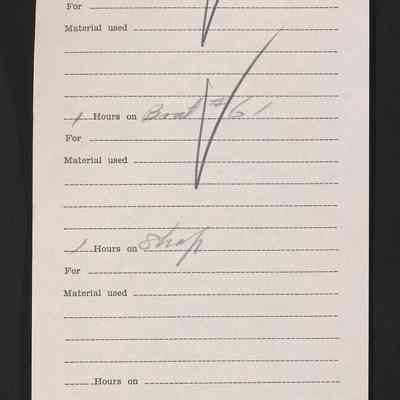 For
Material used
1 Hours on Boat #61
For
Material used
1 Hours on Shop
For
Material used
Hours on